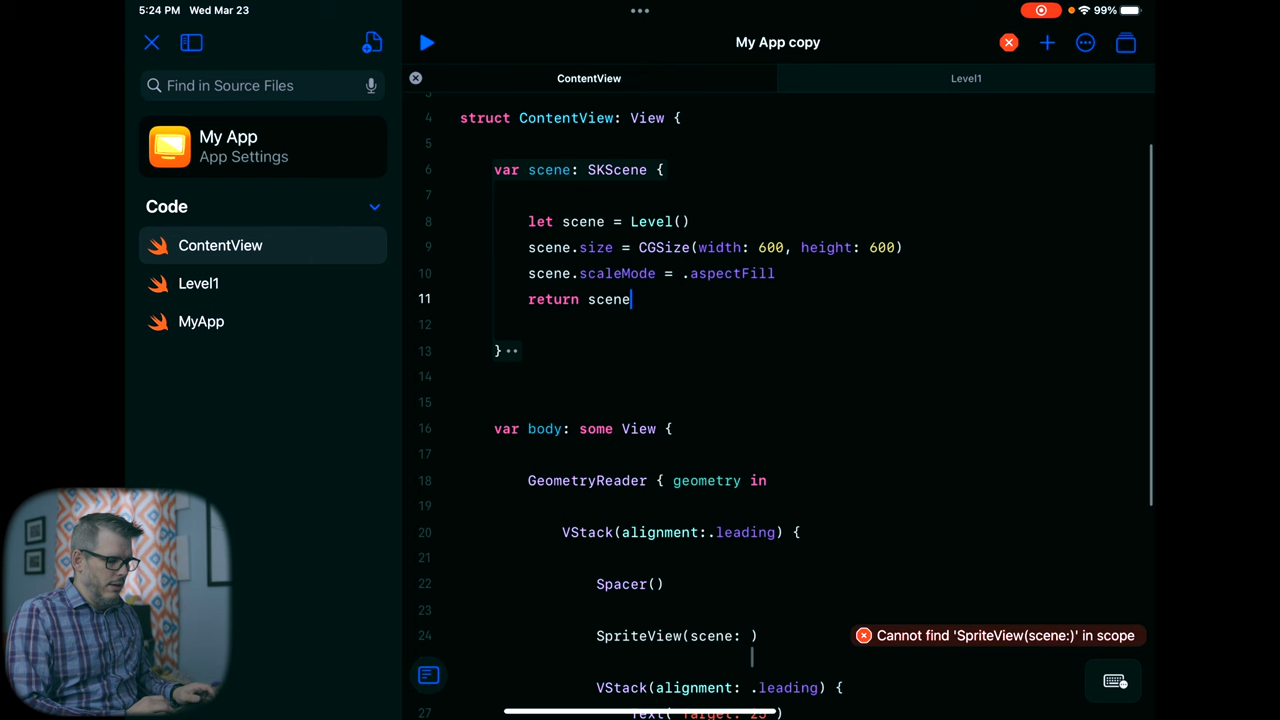 5:24 PM Wed Mar 23
99%
My App copy
Find in Source Files
ContentView
Level1
My App
App Settings
Code
ContentView
Level1
MyApp
3
4 struct ContentView: View {
5
6 var scene: SKScene {
7
8 let scene = Level()
9 scene.size = CGSize(width: 600, height: 600)
10 scene.scaleMode = .aspectFill
11 return scene
12
13 }
14
15
16 var body: some View {
17
18 GeometryReader { geometry in
19
20 VStack(alignment:.leading) {
21
22 Spacer()
23
24 SpriteView(scene: )
Cannot find 'SpriteView(scene:)' in scope
VStack(alignment: .leading) {
27 Text( "Target: 25" )